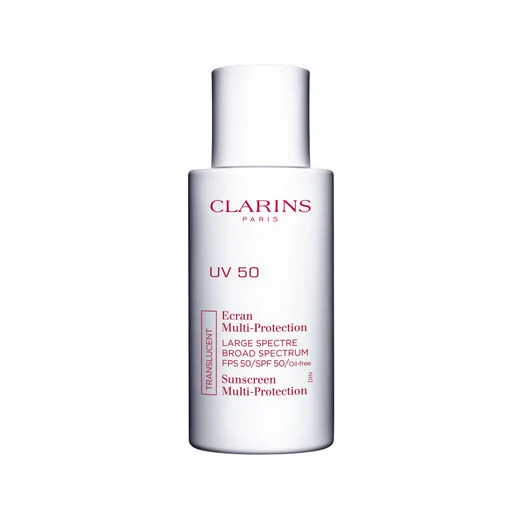 CLARINS
PARIS
UV 50
TRANSLUCENT
Ecran
Multi-Protection
LARGE SPECTRE
BROAD SPECTRUM
FPS 50/SPF 50/Oil-free
Sunscreen
Multi-Protection
DIN